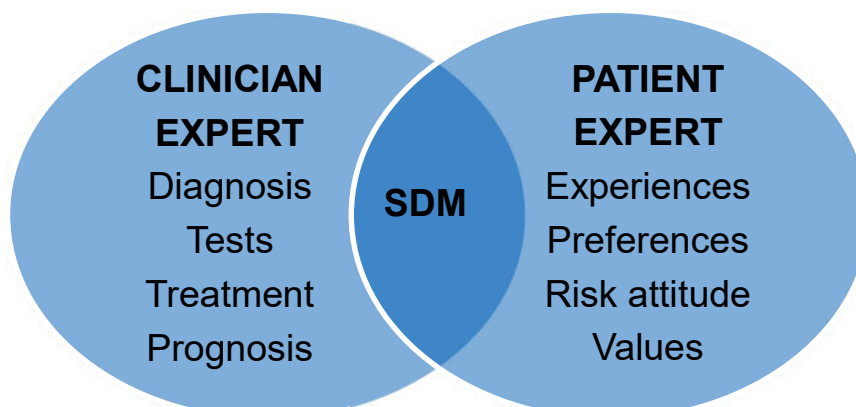 CLINICIAN
EXPERT
Diagnosis
Tests
Treatment
Prognosis
SDM
PATIENT
EXPERT
Experiences
Preferences
Risk attitude
Values